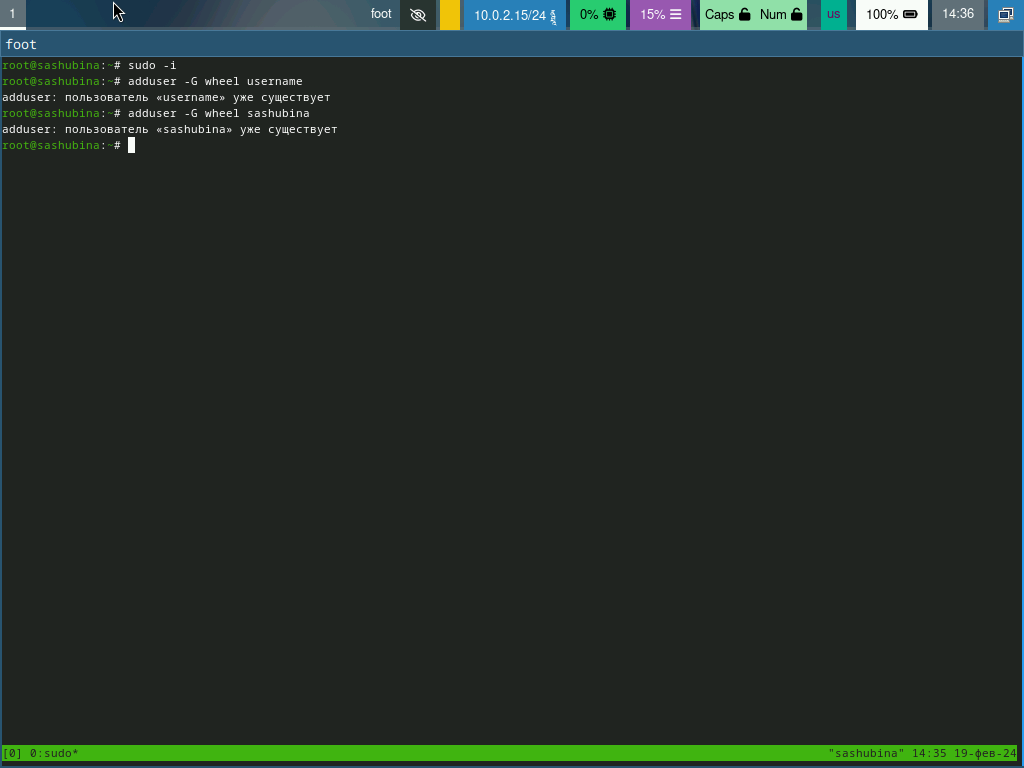 1
foot
10.0.2.15/24
0%
15%
Caps
Num
us
100%
14:36
foot
root@sashubina:~# sudo -i
root@sashubina:~# adduser -G wheel username
adduser: пользователь «username» уже существует
root@sashubina:~# adduser -G wheel sashubina
adduser: пользователь «sashubina» уже существует
root@sashubina:~#
[0] 0:sudo* "sashubina" 14:35 19-фев-24